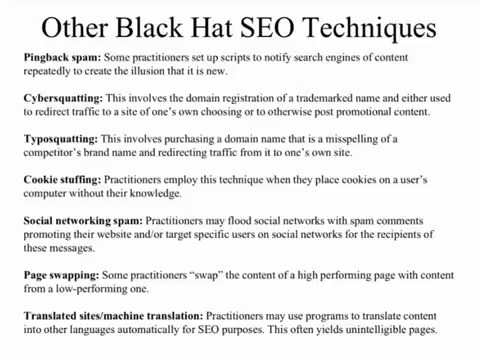 Other Black Hat SEO Techniques
Pingback spam: Some practitioners set up scripts to notify search engines of content
repeatedly to create the illusion that it is new.
Cybersquatting: This involves the domain registration of a trademarked name and either used
to redirect traffic to a site of one's own choosing or to otherwise post promotional content.
Typosquatting: This involves purchasing a domain name that is a misspelling of a
competitor's brand name and redirecting traffic from it to one's own site.
Cookie stuffing: Practitioners employ this technique when they place cookies on a user's
computer without their knowledge.
Social networking spam: Practitioners may flood social networks with spam comments
promoting their website and/or target specific users on social networks for the recipients of
these messages.
Page swapping: Some practitioners “swap” the content of a high performing page with content
from a low-performing one.
Translated sites/machine translation: Practitioners may use programs to translate content
into other languages automatically for SEO purposes. This often yields unintelligible pages.